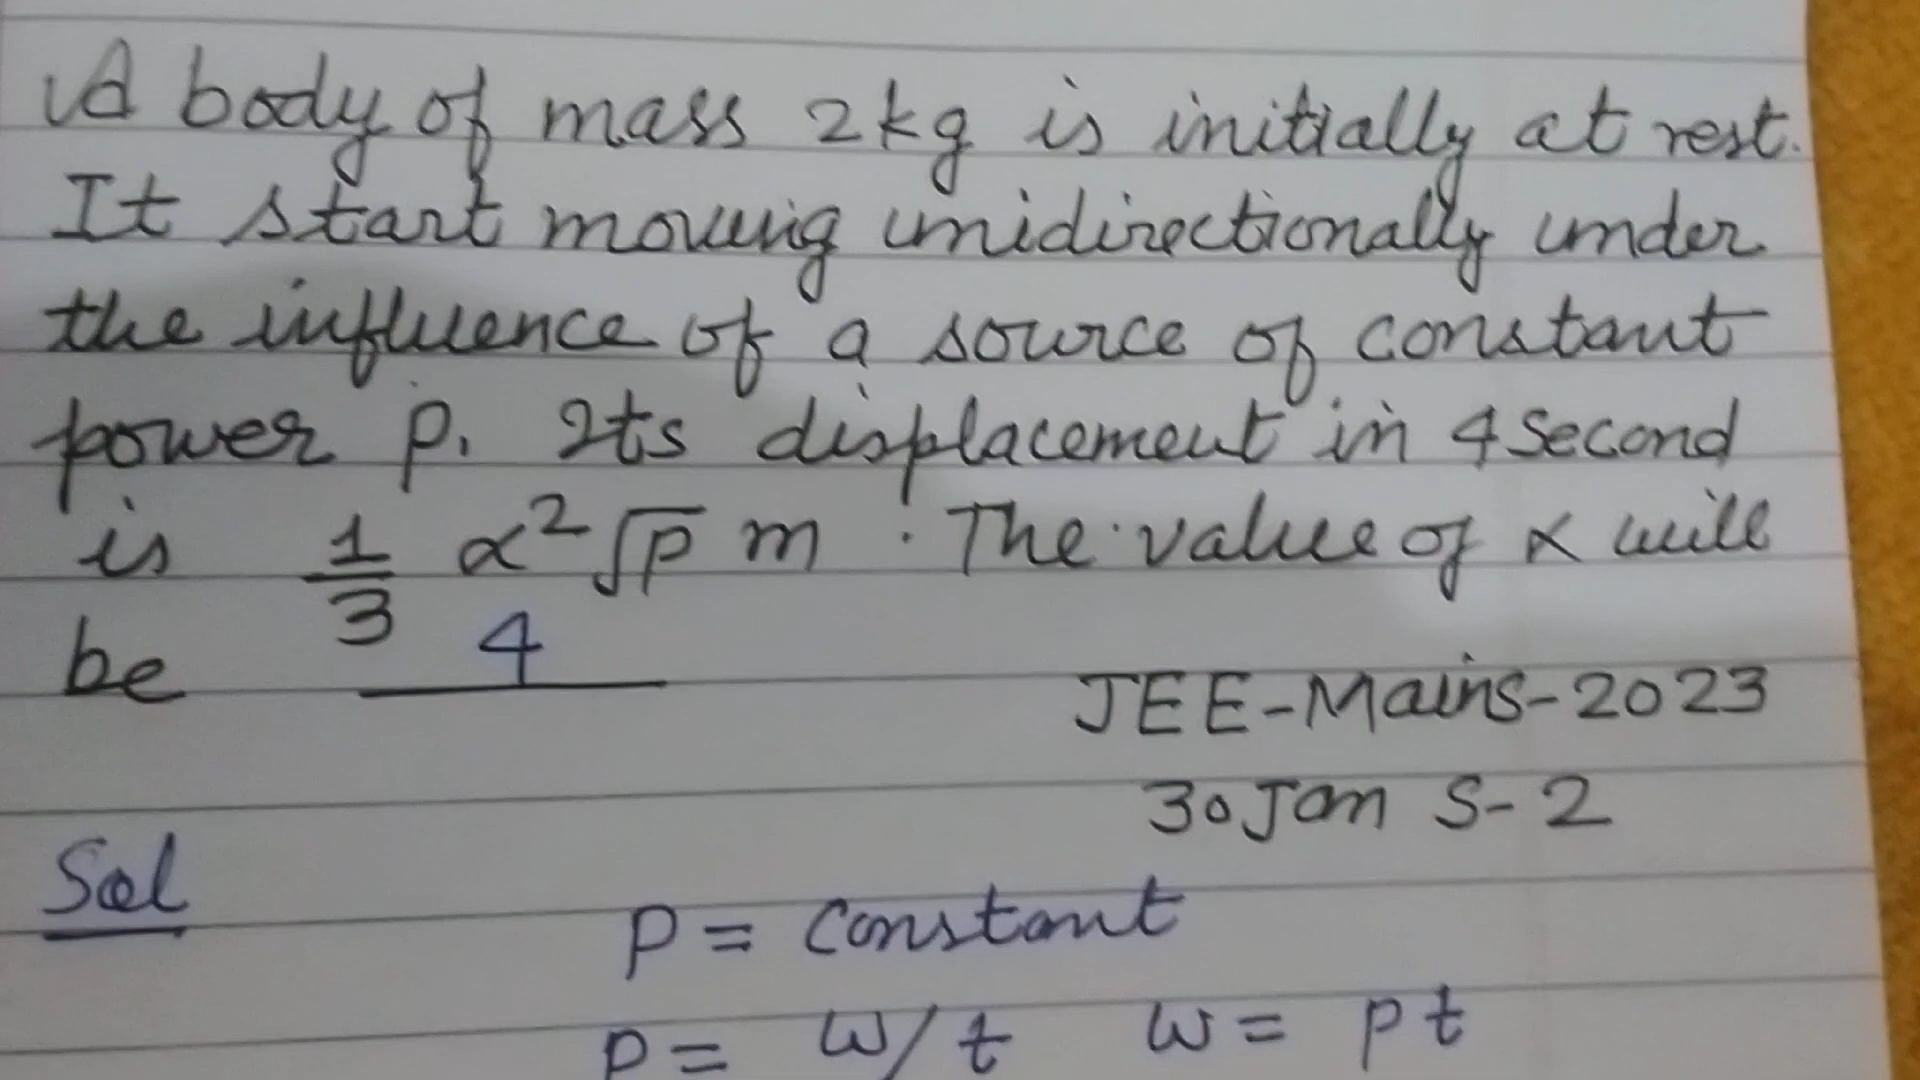 A body of mass 2kg is initially at rest.
It start moving unidirectionally under
the influence of a source of constant
power P. Its displacement in 4 Second
is 1/3 α² √P m . The value of α will
be 4
JEE-Mains-2023
30 Jan S-2
Sol
P = Constant
P = W/t W = Pt